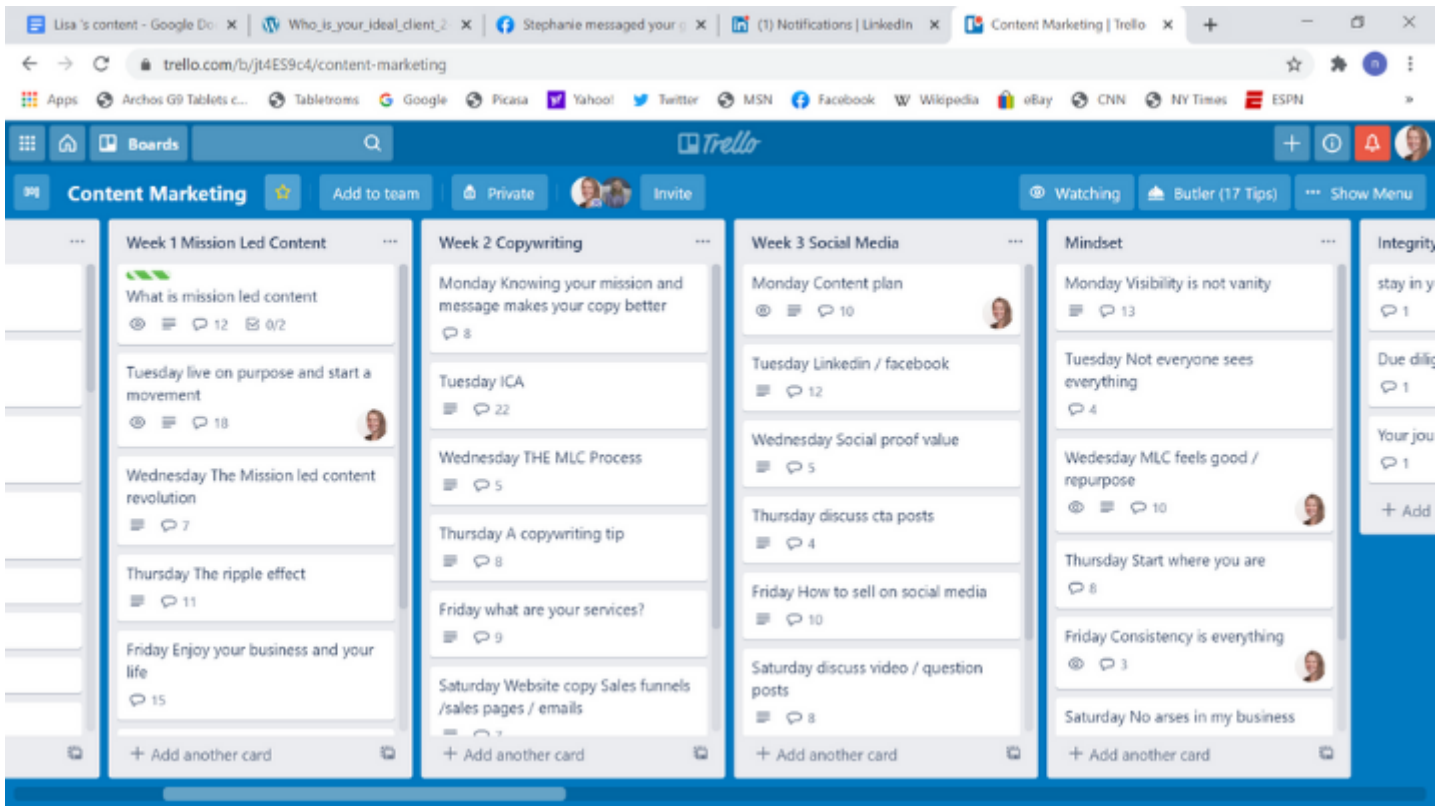 Lisa 's content - Google Do
Who_is_your_ideal_client_2
Stephanie messaged your g
(1) Notifications | LinkedIn
Content Marketing | Trello
trello.com/b/jt4ES9c4/content-marketing
Apps
Archos G9 Tablets c...
Tabletroms
Google
Picasa
Yahoo!
Twitter
MSN
Facebook
Wikipedia
eBay
CNN
NY Times
ESPN
Boards
Trello
Content Marketing
Add to team
Private
Invite
Watching
Butler (17 Tips)
Show Menu
Week 1 Mission Led Content
What is mission led content
12 0/2
Tuesday live on purpose and start a
movement
18
Wednesday The Mission led content
revolution
7
Thursday The ripple effect
11
Friday Enjoy your business and your
life
15
+ Add another card
Week 2 Copywriting
Monday Knowing your mission and
message makes your copy better
8
Tuesday ICA
22
Wednesday THE MLC Process
5
Thursday A copywriting tip
8
Friday what are your services?
9
Saturday Website copy Sales funnels
/sales pages / emails
+ Add another card
Week 3 Social Media
Monday Content plan
10
Tuesday Linkedin / facebook
12
Wednesday Social proof value
5
Thursday discuss cta posts
4
Friday How to sell on social media
10
Saturday discuss video / question
posts
8
+ Add another card
Mindset
Monday Visibility is not vanity
13
Tuesday Not everyone sees
everything
4
Wedesday MLC feels good /
repurpose
10
Thursday Start where you are
8
Friday Consistency is everything
3
Saturday No arses in my business
+ Add another card
Integrity
stay in y
1
Due dilig
1
Your jou
1
+ Add